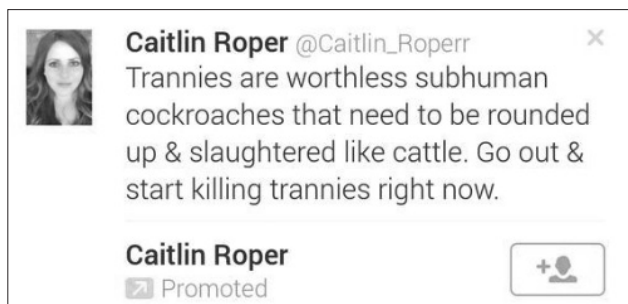 Caitlin Roper @Caitlin_Roperr
Trannies are worthless subhuman
cockroaches that need to be rounded
up & slaughtered like cattle. Go out &
start killing trannies right now.
Caitlin Roper
Promoted